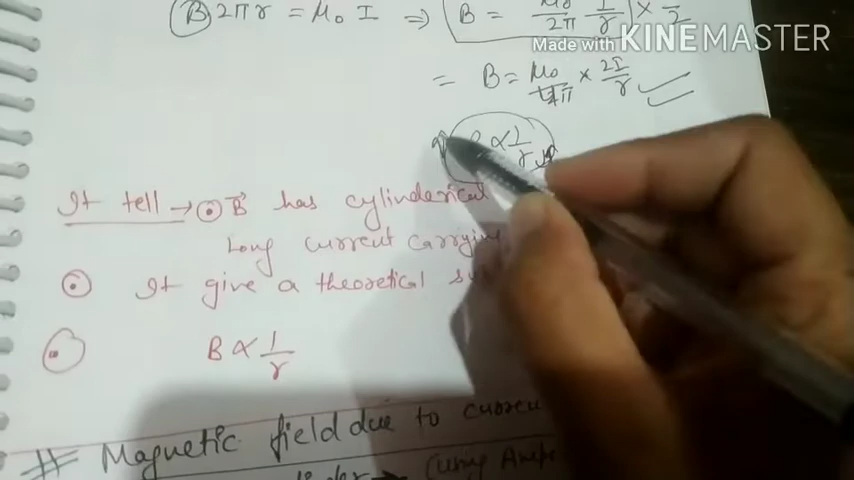 B 2πr = μ₀ I ⇒ B = μ₀/2π I/r × /2
Made with KINEMASTER
= B = μ₀/4π × 2I/r
∝ 1/r
It tell → ⊙ B⃗ has cylinderical
Long current carrying
⊙ It give a theoretical
B ∝ 1/r
# Magnetic field due to
(using